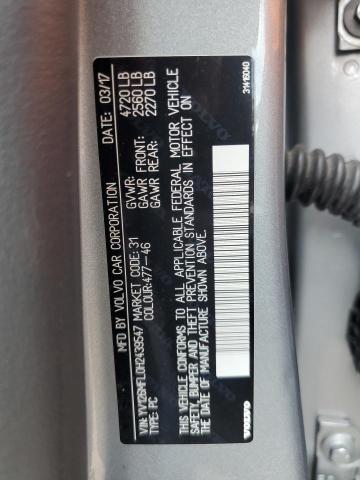 MFD BY VOLVO CAR CORPORATION
DATE: 03/17
GVWR: 4720 LB
GAWR FRONT: 2560 LB
GAWR REAR: 2270 LB
VIN: YV126MFL0H2439547 MARKET CODE: 31
TYPE: PC COLOUR:477-46
THIS VEHICLE CONFORMS TO ALL APPLICABLE FEDERAL MOTOR VEHICLE
SAFETY, BUMPER AND THEFT PREVENTION STANDARDS IN EFFECT ON
THE DATE OF MANUFACTURE SHOWN ABOVE.
VOLVO
31416040